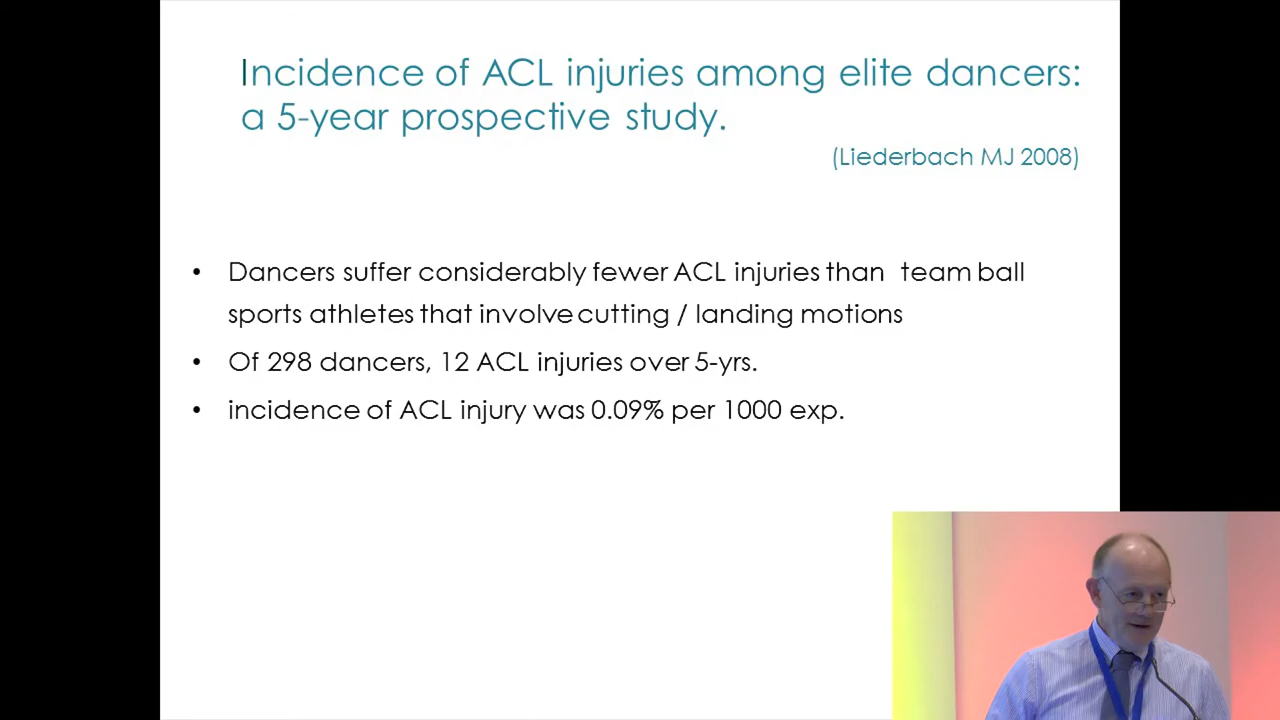 Incidence of ACL injuries among elite dancers:
a 5-year prospective study.
(Liederbach MJ 2008)
• Dancers suffer considerably fewer ACL injuries than team ball
sports athletes that involve cutting / landing motions
• Of 298 dancers, 12 ACL injuries over 5-yrs.
• incidence of ACL injury was 0.09% per 1000 exp.